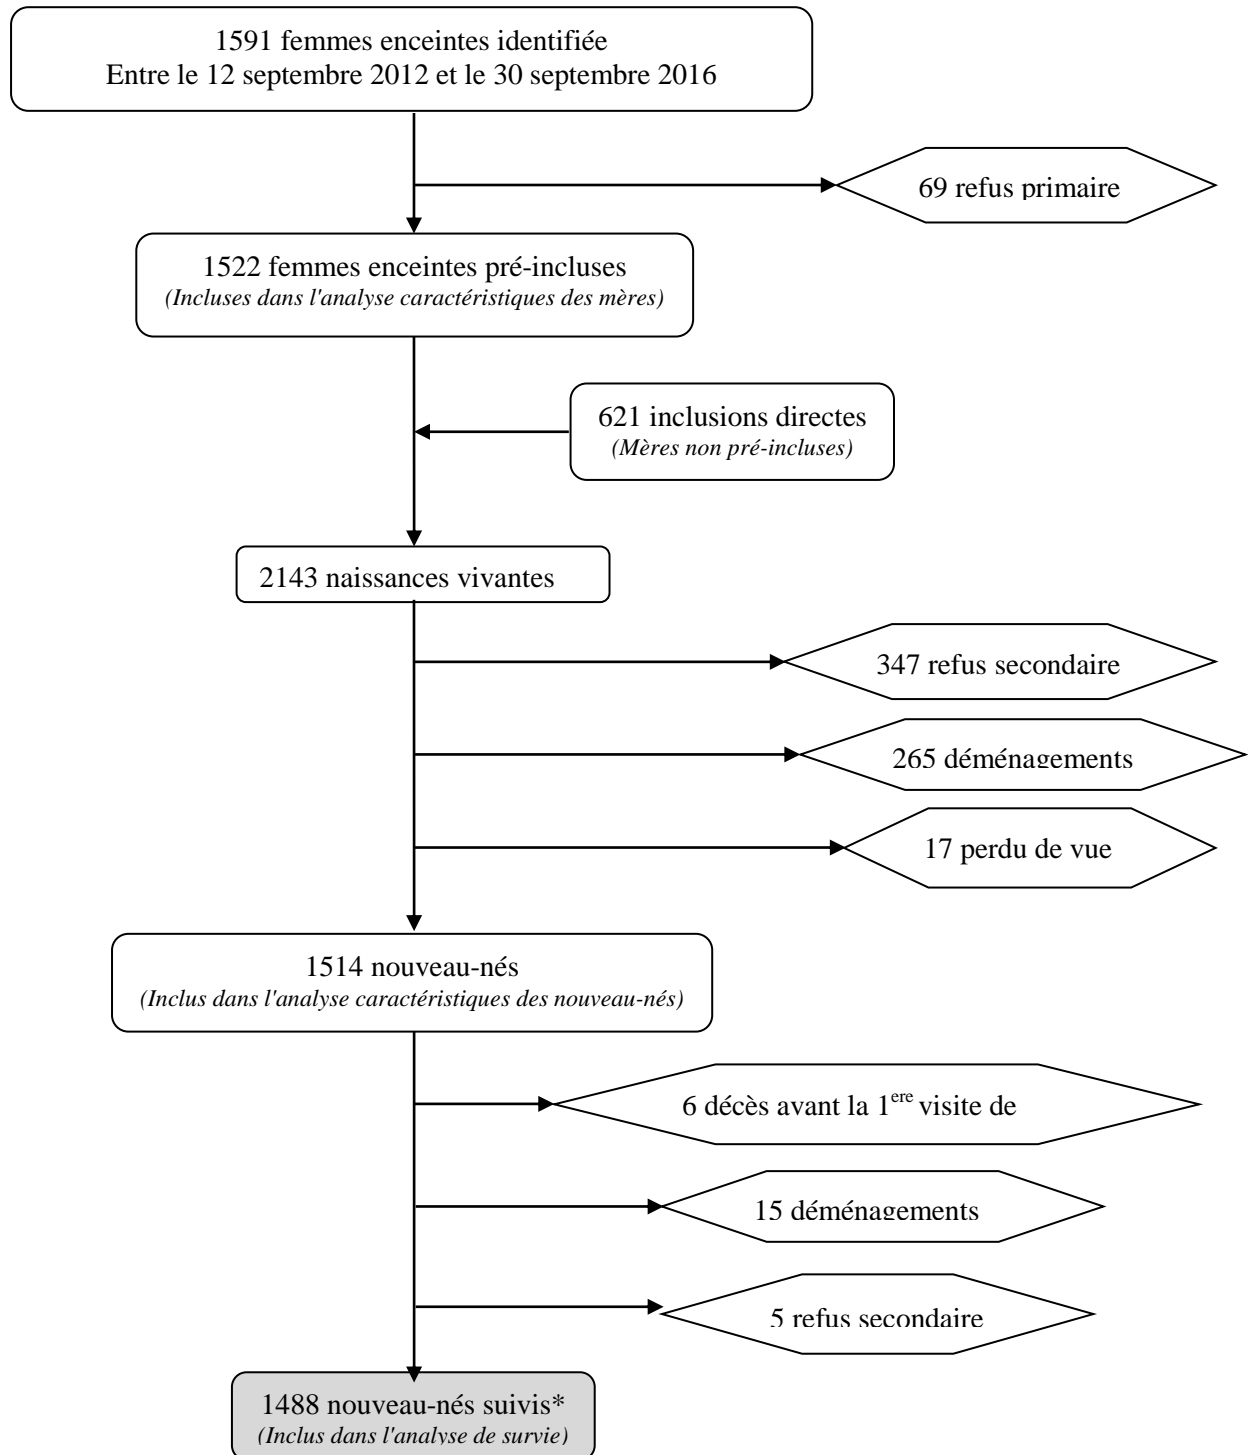 1591 femmes enceintes identifiée
Entre le 12 septembre 2012 et le 30 septembre 2016
69 refus primaire
1522 femmes enceintes pré-incluses
(Incluses dans l'analyse caractéristiques des mères)
621 inclusions directes
(Mères non pré-incluses)
2143 naissances vivantes
347 refus secondaire
265 déménagements
17 perdu de vue
1514 nouveau-nés
(Inclus dans l'analyse caractéristiques des nouveau-nés)
6 décès avant la 1ere visite de
15 déménagements
5 refus secondaire
1488 nouveau-nés suivis*
(Inclus dans l'analyse de survie)